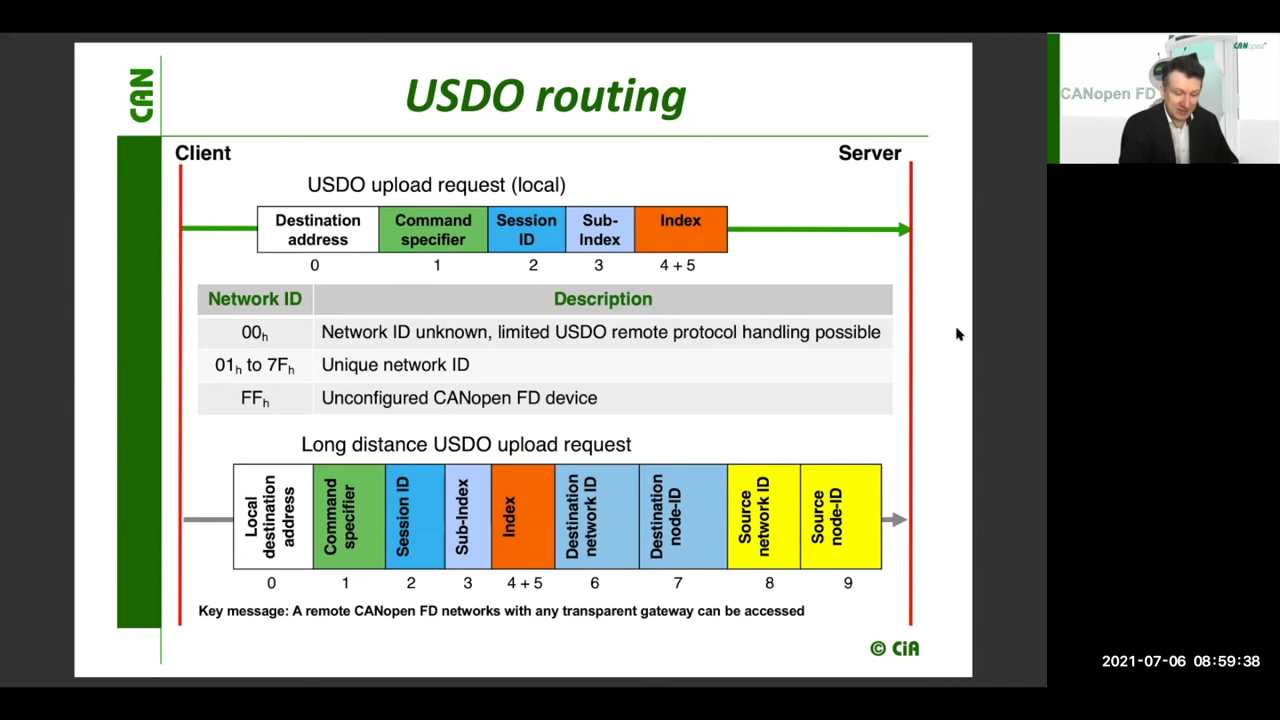 CAN
USDO routing
Client
Server
USDO upload request (local)
Destination address
Command specifier
Session ID
Sub-Index
Index
0
1
2
3
4 + 5
Network ID Description
00h Network ID unknown, limited USDO remote protocol handling possible
01h to 7Fh Unique network ID
FFh Unconfigured CANopen FD device
Long distance USDO upload request
Local destination address
Command specifier
Session ID
Sub-Index
Index
Destination network ID
Destination node-ID
Source network ID
Source node-ID
0
1
2
3
4 + 5
6
7
8
9
Key message: A remote CANopen FD networks with any transparent gateway can be accessed
© CiA
CANopen
CANopen FD
2021-07-06 08:59:38